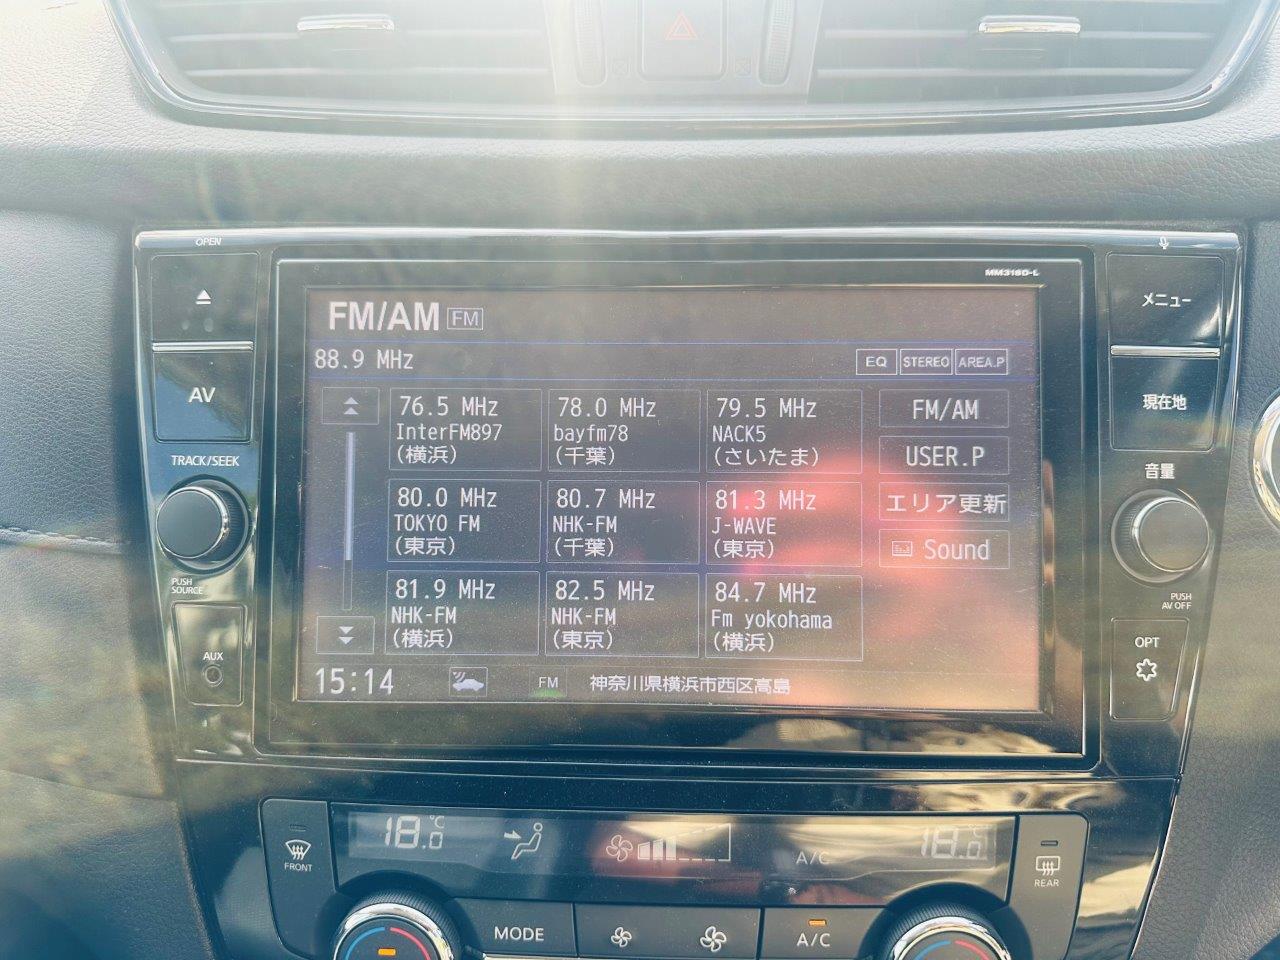 OPEN
MM318D-L
FM/AM FM
88.9 MHz
EQ STEREO AREA.P
76.5 MHz
InterFM897
(横浜)
78.0 MHz
bayfm78
(千葉)
79.5 MHz
NACK5
(さいたま)
FM/AM
USER.P
80.0 MHz
TOKYO FM
(東京)
80.7 MHz
NHK-FM
(千葉)
81.3 MHz
J-WAVE
(東京)
エリア更新
Sound
81.9 MHz
NHK-FM
(横浜)
82.5 MHz
NHK-FM
(東京)
84.7 MHz
Fm yokohama
(横浜)
15:14
FM
神奈川県横浜市西区高島
AV
TRACK/SEEK
PUSH
SOURCE
AUX
メニュー
現在地
音量
PUSH
AV OFF
OPT
18.0°C
A/C
18.0°C
FRONT
REAR
MODE
A/C